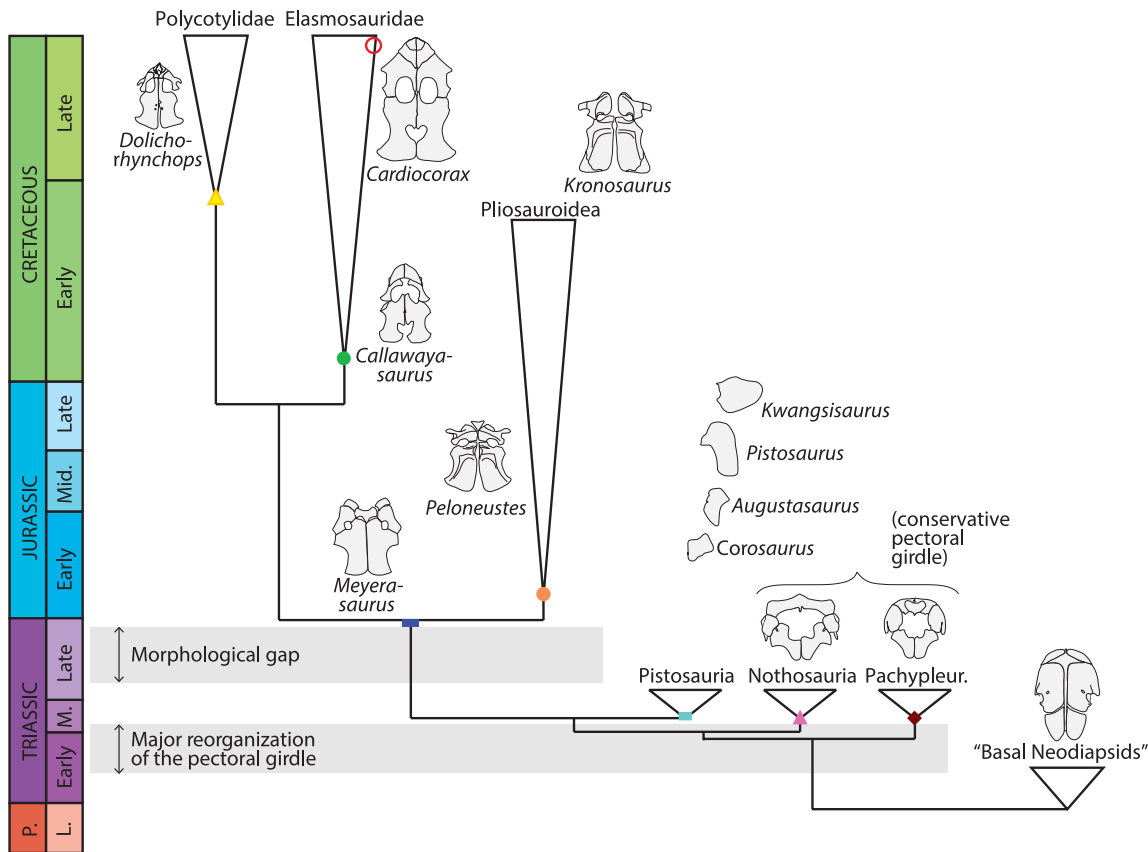 Polycotylidae
Elasmosauridae
Dolicho-
rhynchops
Cardiocorax
Kronosaurus
Pliosauroidea
Callawaya-
saurus
Kwangsisaurus
Pistosaurus
Augustasaurus
Corosaurus
(conservative
pectoral
girdle)
Peloneustes
Meyera-
saurus
Morphological gap
Pistosauria
Nothosauria
Pachypleur.
Major reorganization
of the pectoral girdle
“Basal Neodiapsids”
CRETACEOUS
Late
Early
JURASSIC
Late
Mid.
Early
TRIASSIC
Late
M.
Early
P.
L.